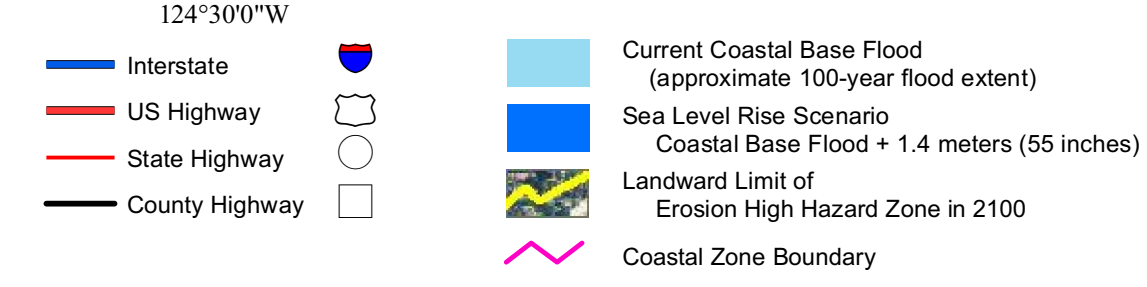 124°30'0"W
Interstate
US Highway
State Highway
County Highway
Current Coastal Base Flood
(approximate 100-year flood extent)
Sea Level Rise Scenario
Coastal Base Flood + 1.4 meters (55 inches)
Landward Limit of
Erosion High Hazard Zone in 2100
Coastal Zone Boundary